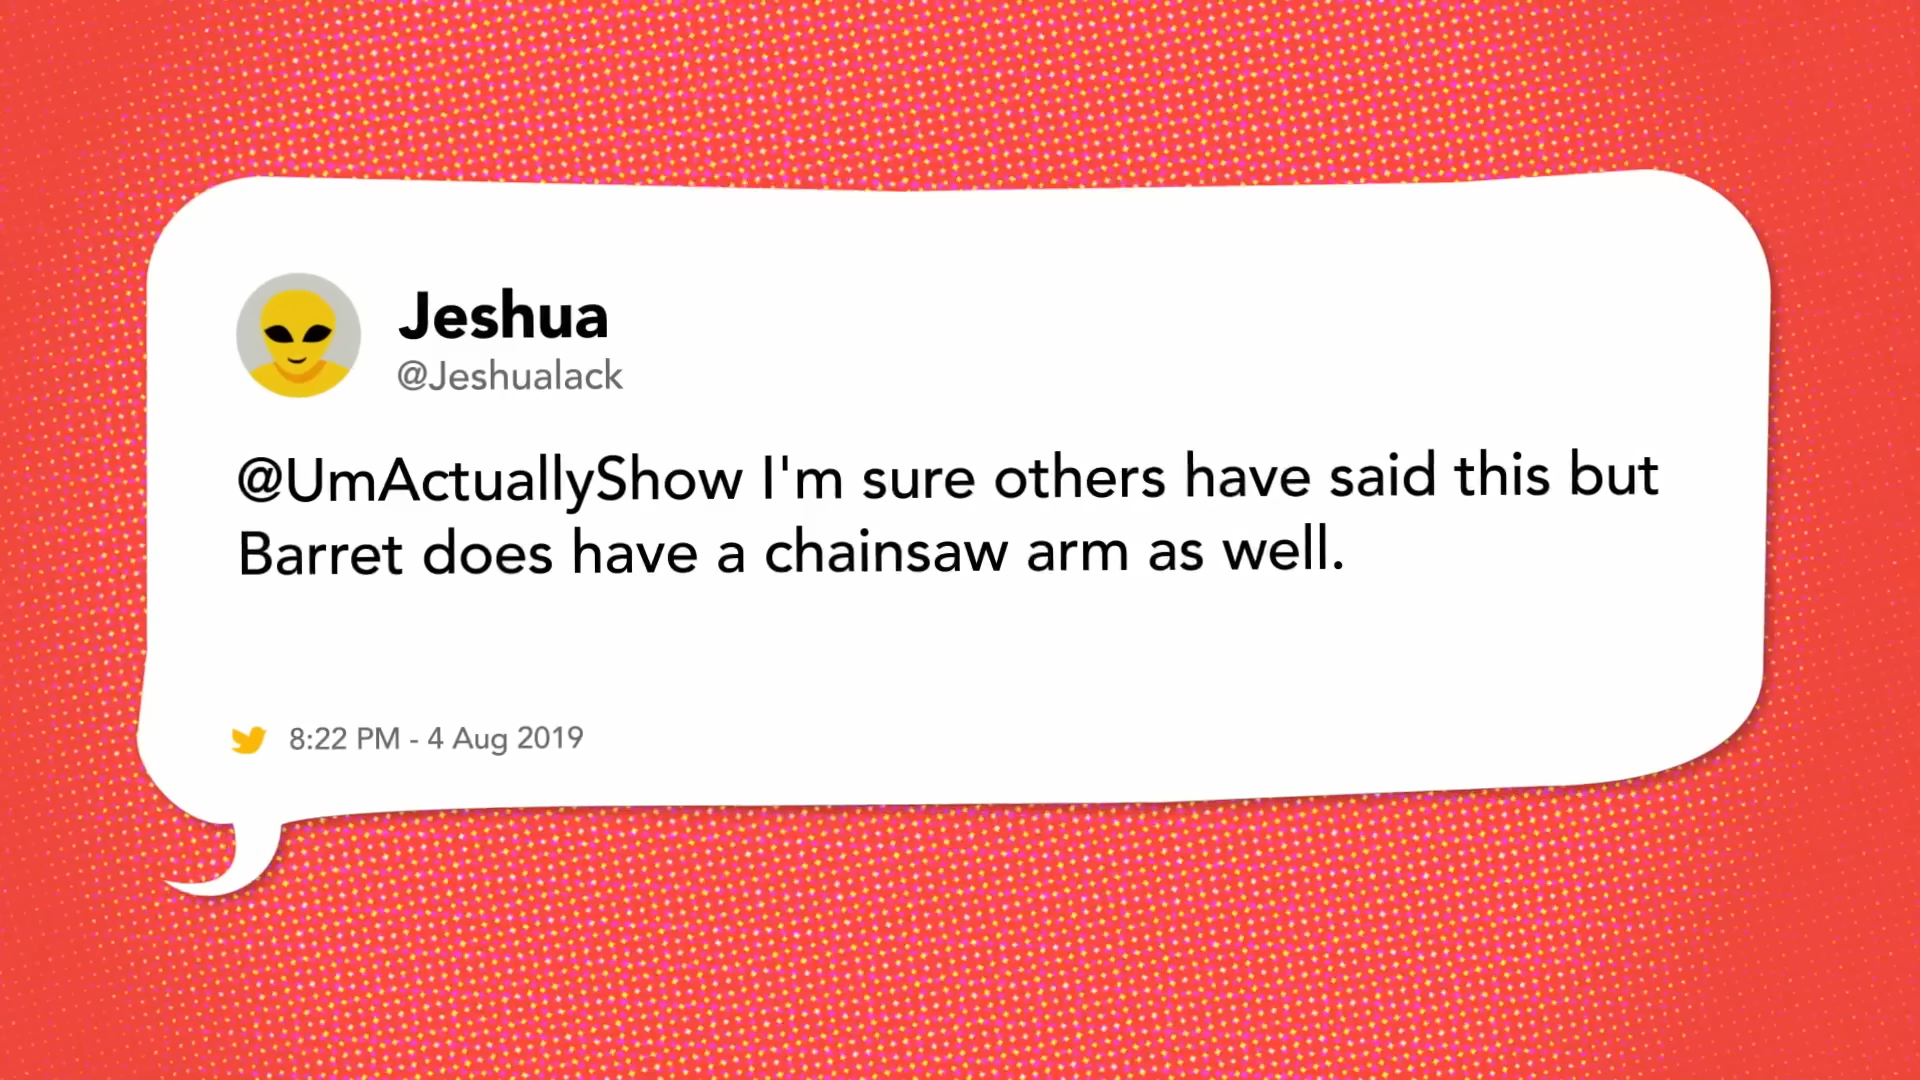 Jeshua
@Jeshualack
@UmActuallyShow I'm sure others have said this but
Barret does have a chainsaw arm as well.
8:22 PM - 4 Aug 2019